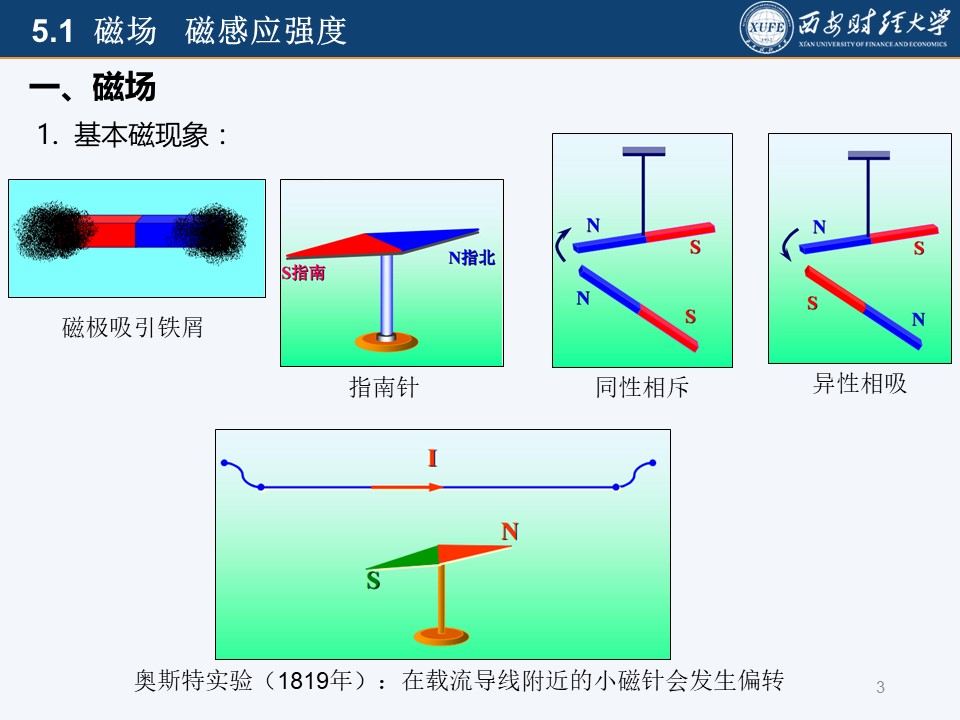 5.1 磁场 磁感应强度
XUFE
西安财经大学
XI'AN UNIVERSITY OF FINANCE AND ECONOMICS
一、磁场
1. 基本磁现象：
S指南
N指北
N
S
N
S
N
S
S
N
磁极吸引铁屑
指南针
同性相斥
异性相吸
I
N
S
奥斯特实验（1819年）：在载流导线附近的小磁针会发生偏转
3